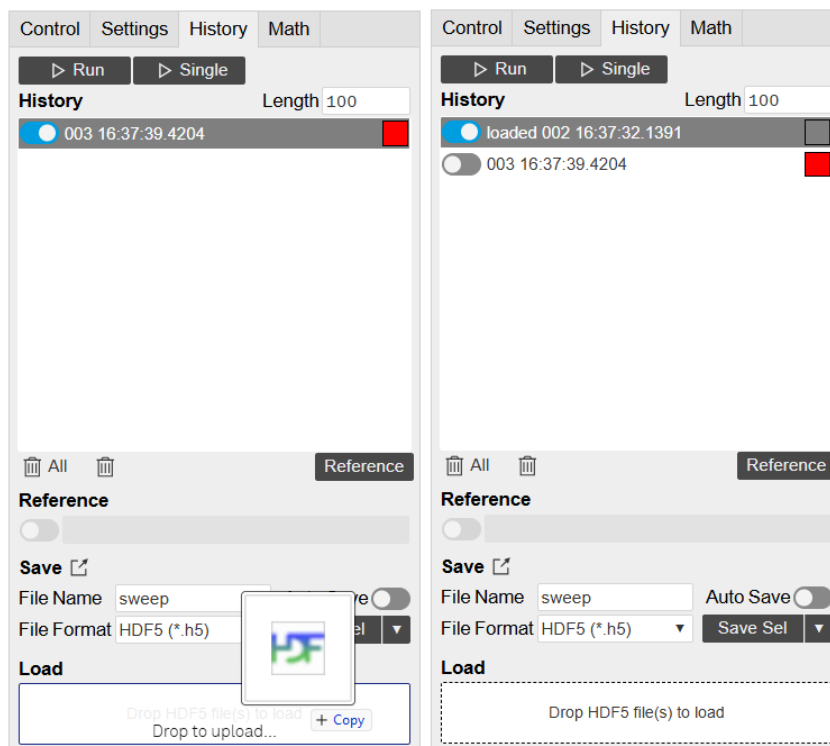 Control Settings History Math
Run Single
History Length 100
003 16:37:39.4204
All Reference
Reference
Save
File Name sweep
File Format HDF5 (*.h5)
HDF
Load
Drop HDF5 file(s) to load
+ Copy
Drop to upload...
Control Settings History Math
Run Single
History Length 100
loaded 002 16:37:32.1391
003 16:37:39.4204
All Reference
Reference
Save
File Name sweep Auto Save
File Format HDF5 (*.h5) Save Sel
Load
Drop HDF5 file(s) to load